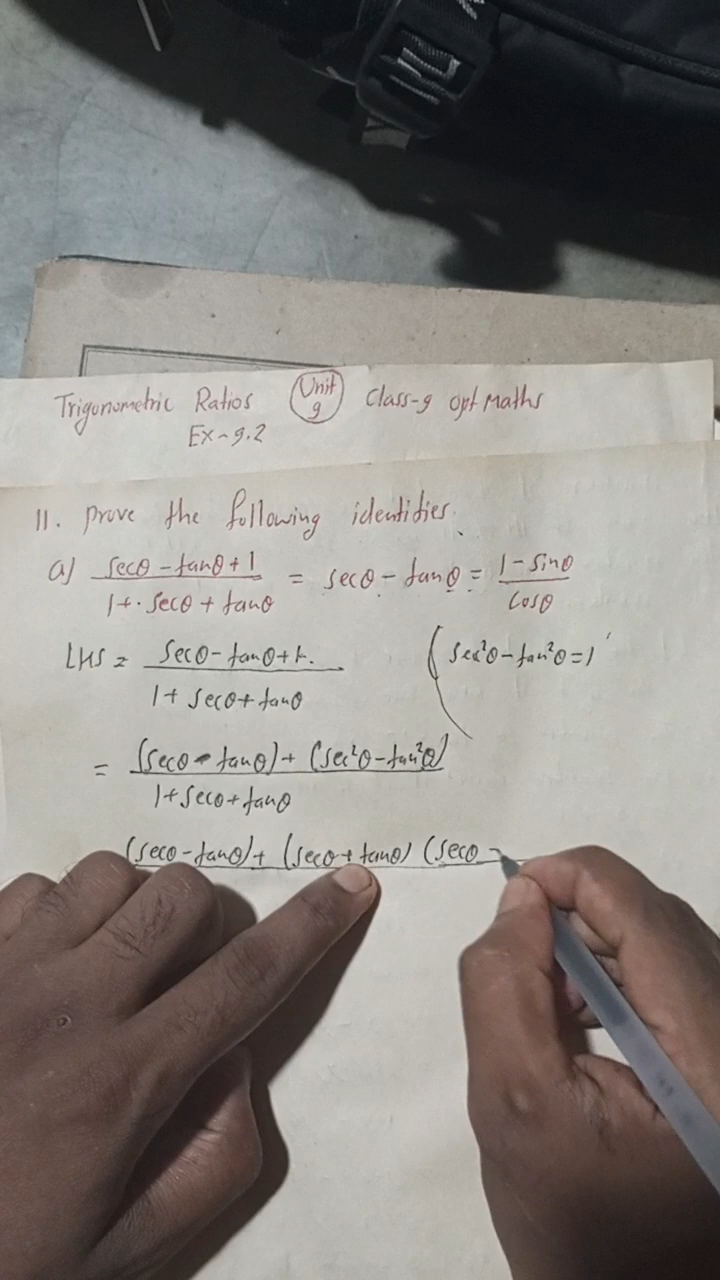 Trigonometric Ratios Unit 9 Class-9 Opt Maths
Ex-9.2
11. prove the following identities.
a) (secθ - tanθ + 1)/(1 + secθ + tanθ) = secθ - tanθ = (1 - sinθ)/(cosθ)
LHS = (secθ - tanθ + 1)/(1 + secθ + tanθ) (sec²θ - tan²θ = 1
= ((secθ - tanθ) + (sec²θ - tan²θ))/(1 + secθ + tanθ)
(secθ - tanθ) + (secθ + tanθ) (secθ -